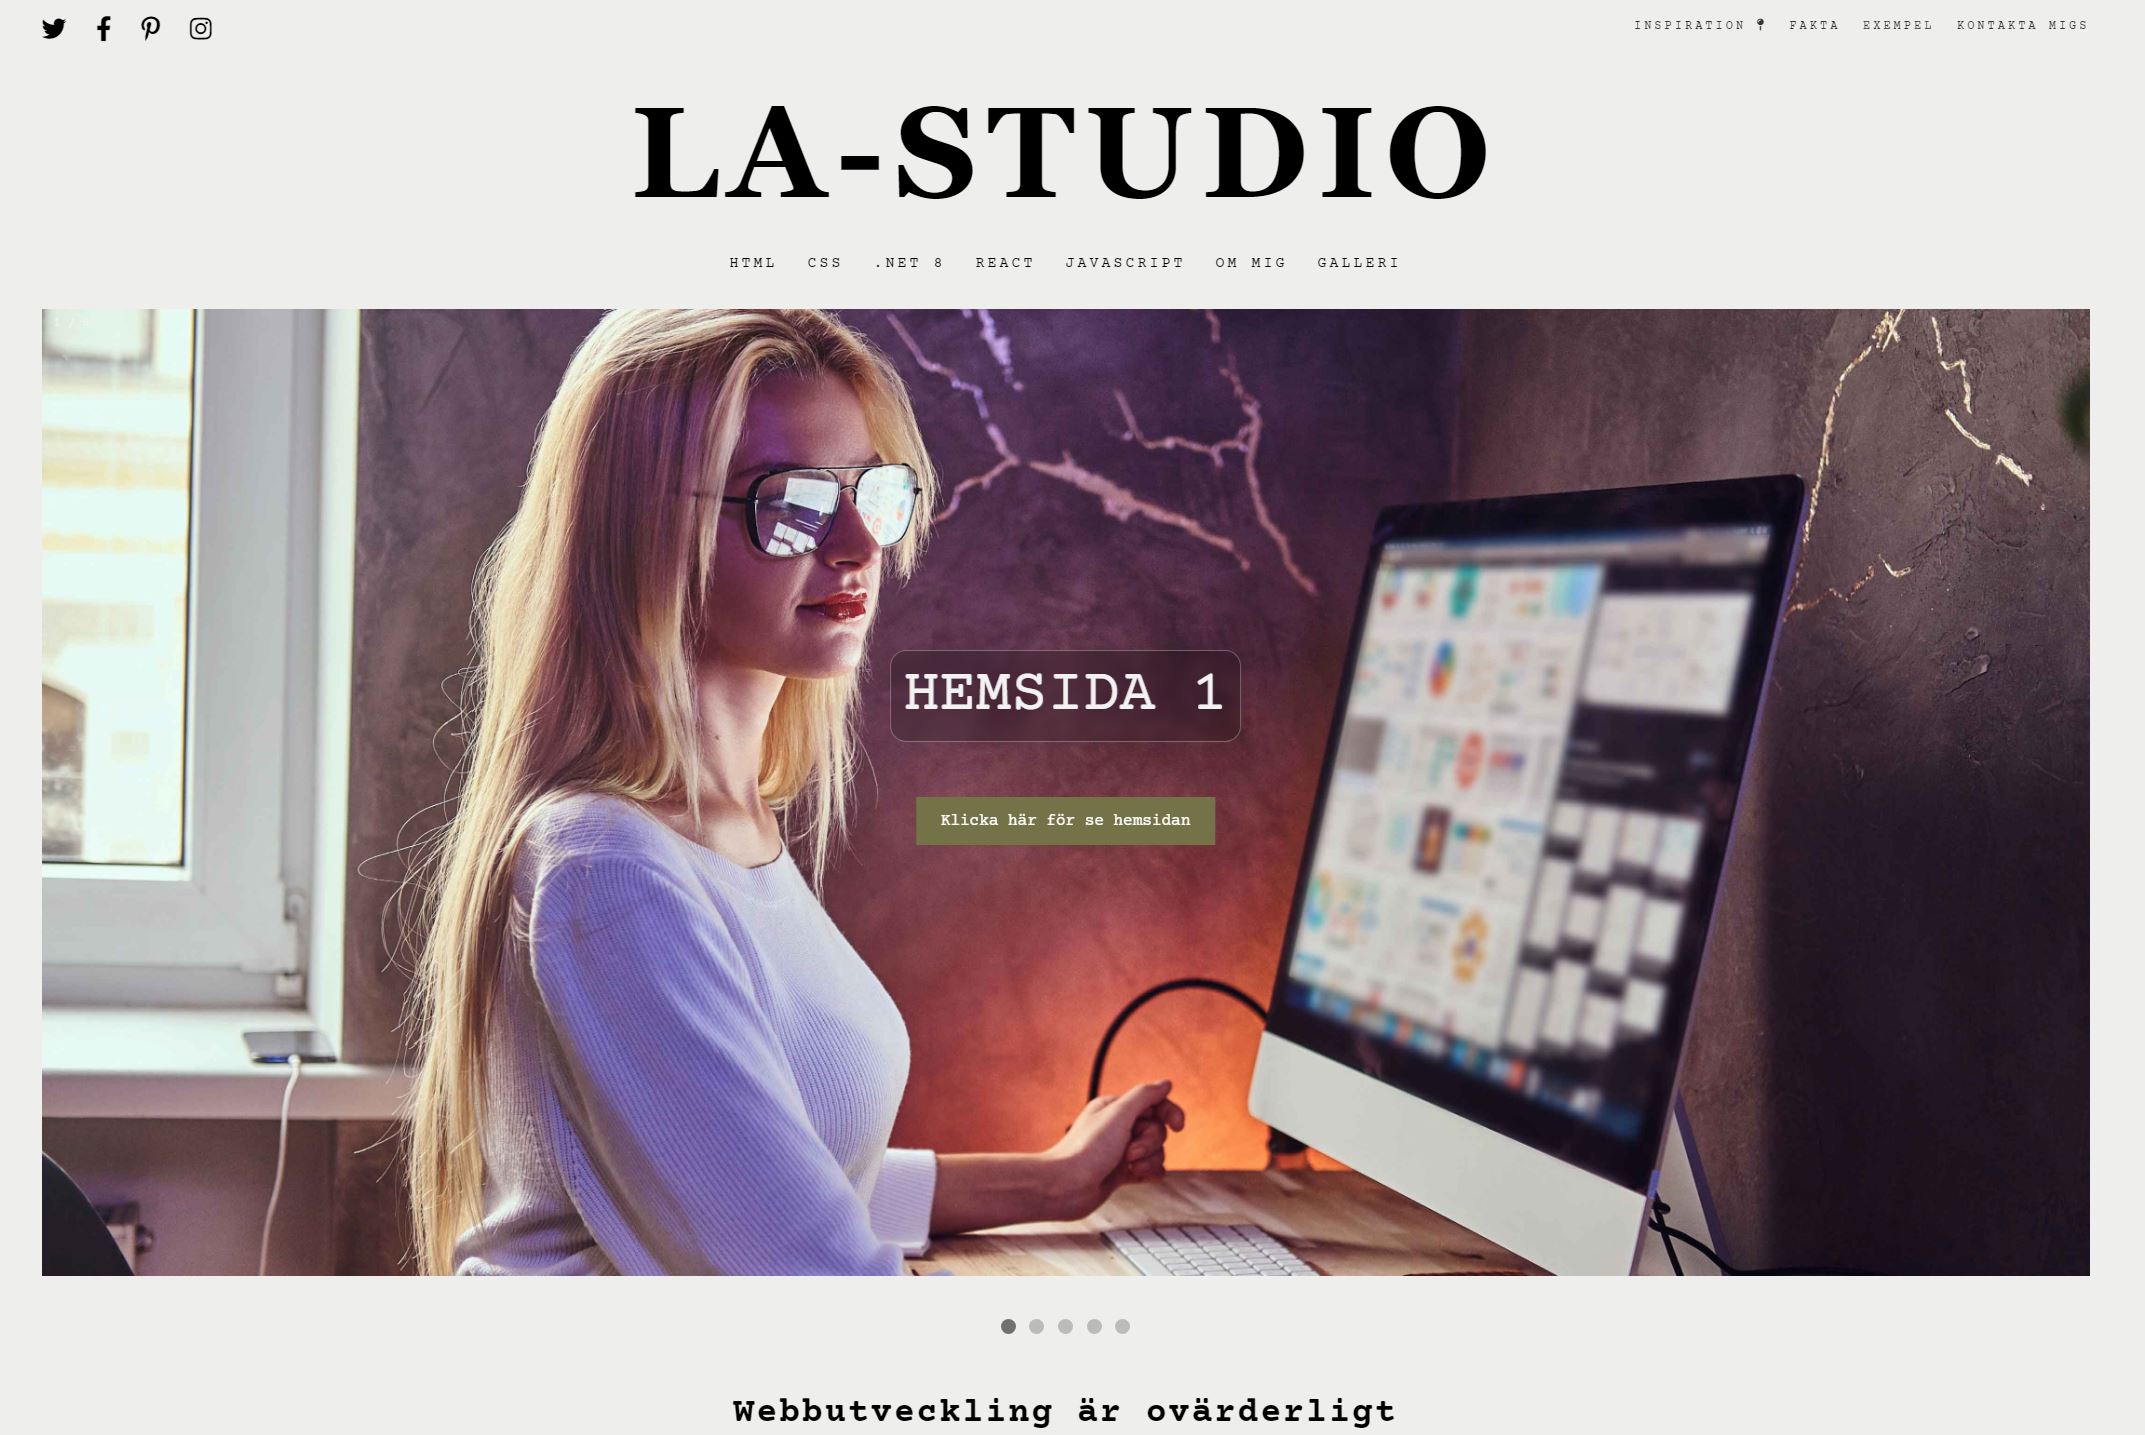 INSPIRATION FAKTA EXEMPEL KONTAKTA MIGS
LA-STUDIO
HTML CSS .NET 8 REACT JAVASCRIPT OM MIG GALLERI
HEMSIDA 1
Klicka här för se hemsidan
Webbutveckling är ovärderligt